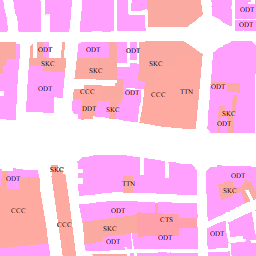 ODT
ODT
ODT ODT ODT
SKC SKC
SKC
ODT CCC ODT CCC TTN ODT
DDT SKC SKC
ODT
SKC
ODT TTN ODT
SKC
CCC ODT
CTS
CCC SKC ODT
ODT ODT